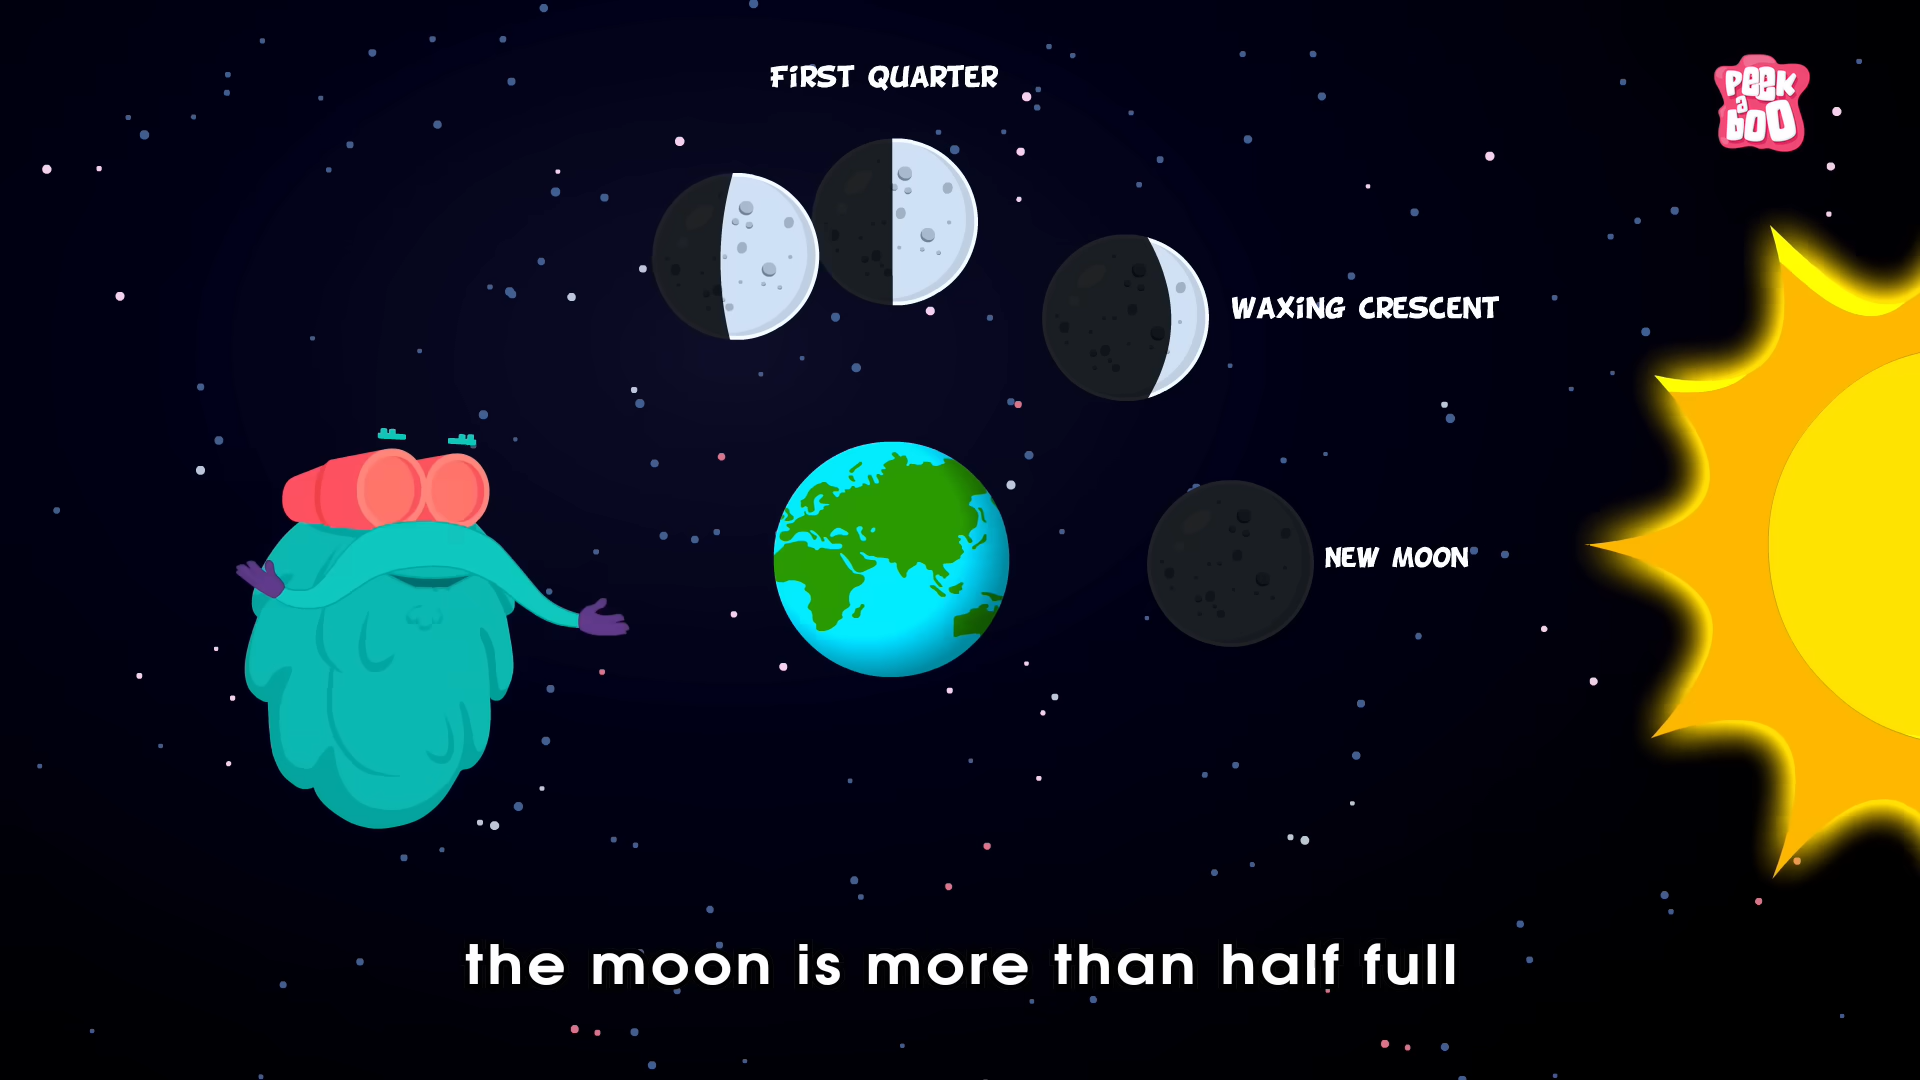 FIRST QUARTER
PEEK
a
boo
WAXING CRESCENT
NEW MOON
the moon is more than half full